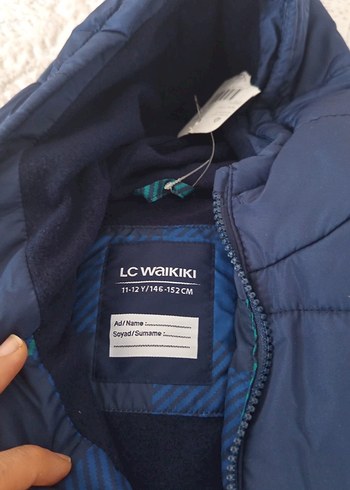 LC WAIKIKI
11-12 Y/146-152 CM
Ad/Name :
Soyad/Surname :